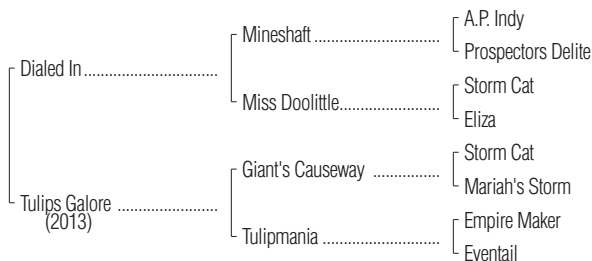 A.P. Indy
Mineshaft
Prospectors Delite
Dialed In
Storm Cat
Miss Doolittle
Eliza
Storm Cat
Giant's Causeway
Mariah's Storm
Tulips Galore
(2013)
Empire Maker
Tulipmania
Eventail